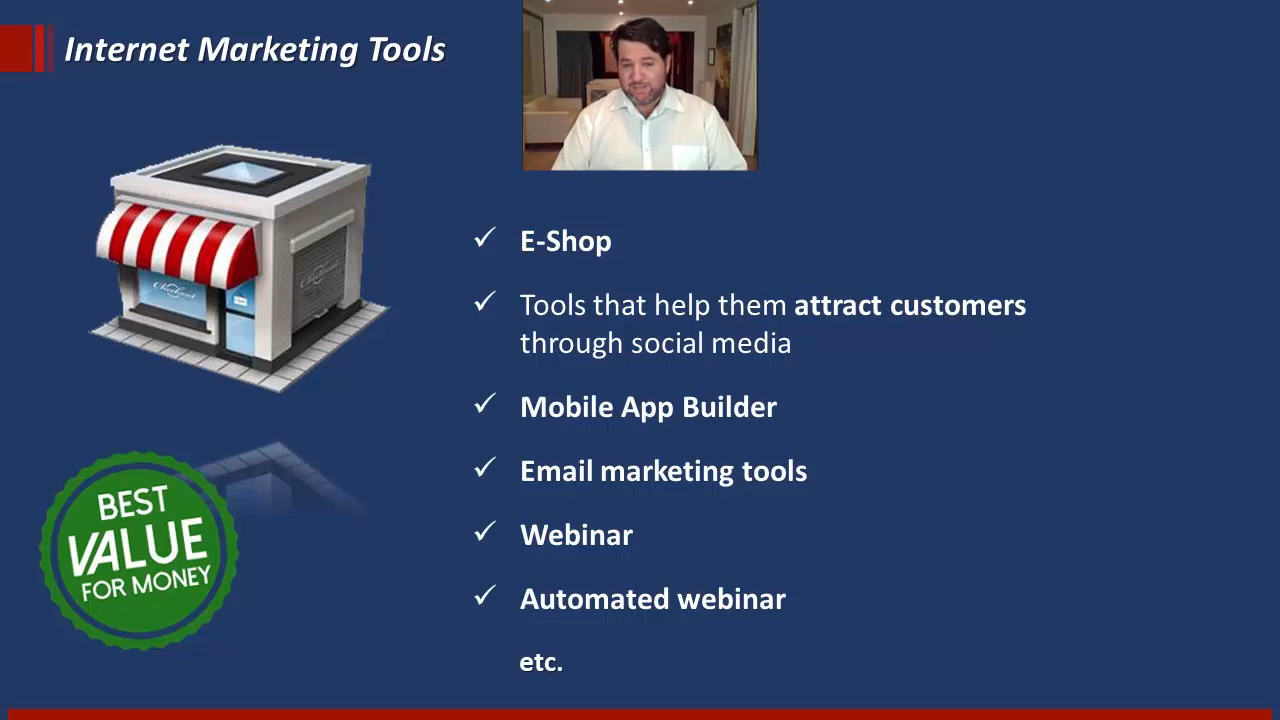 Internet Marketing Tools
E-Shop
Tools that help them attract customers
through social media
Mobile App Builder
Email marketing tools
Webinar
Automated webinar
etc.
BEST
VALUE
FOR MONEY